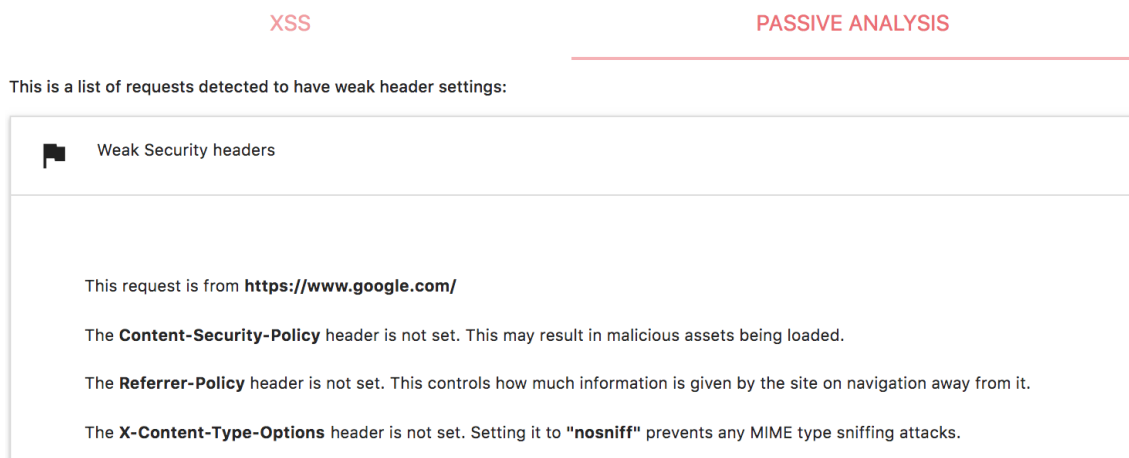 XSS
PASSIVE ANALYSIS
This is a list of requests detected to have weak header settings:
Weak Security headers
This request is from https://www.google.com/
The Content-Security-Policy header is not set. This may result in malicious assets being loaded.
The Referrer-Policy header is not set. This controls how much information is given by the site on navigation away from it.
The X-Content-Type-Options header is not set. Setting it to "nosniff" prevents any MIME type sniffing attacks.